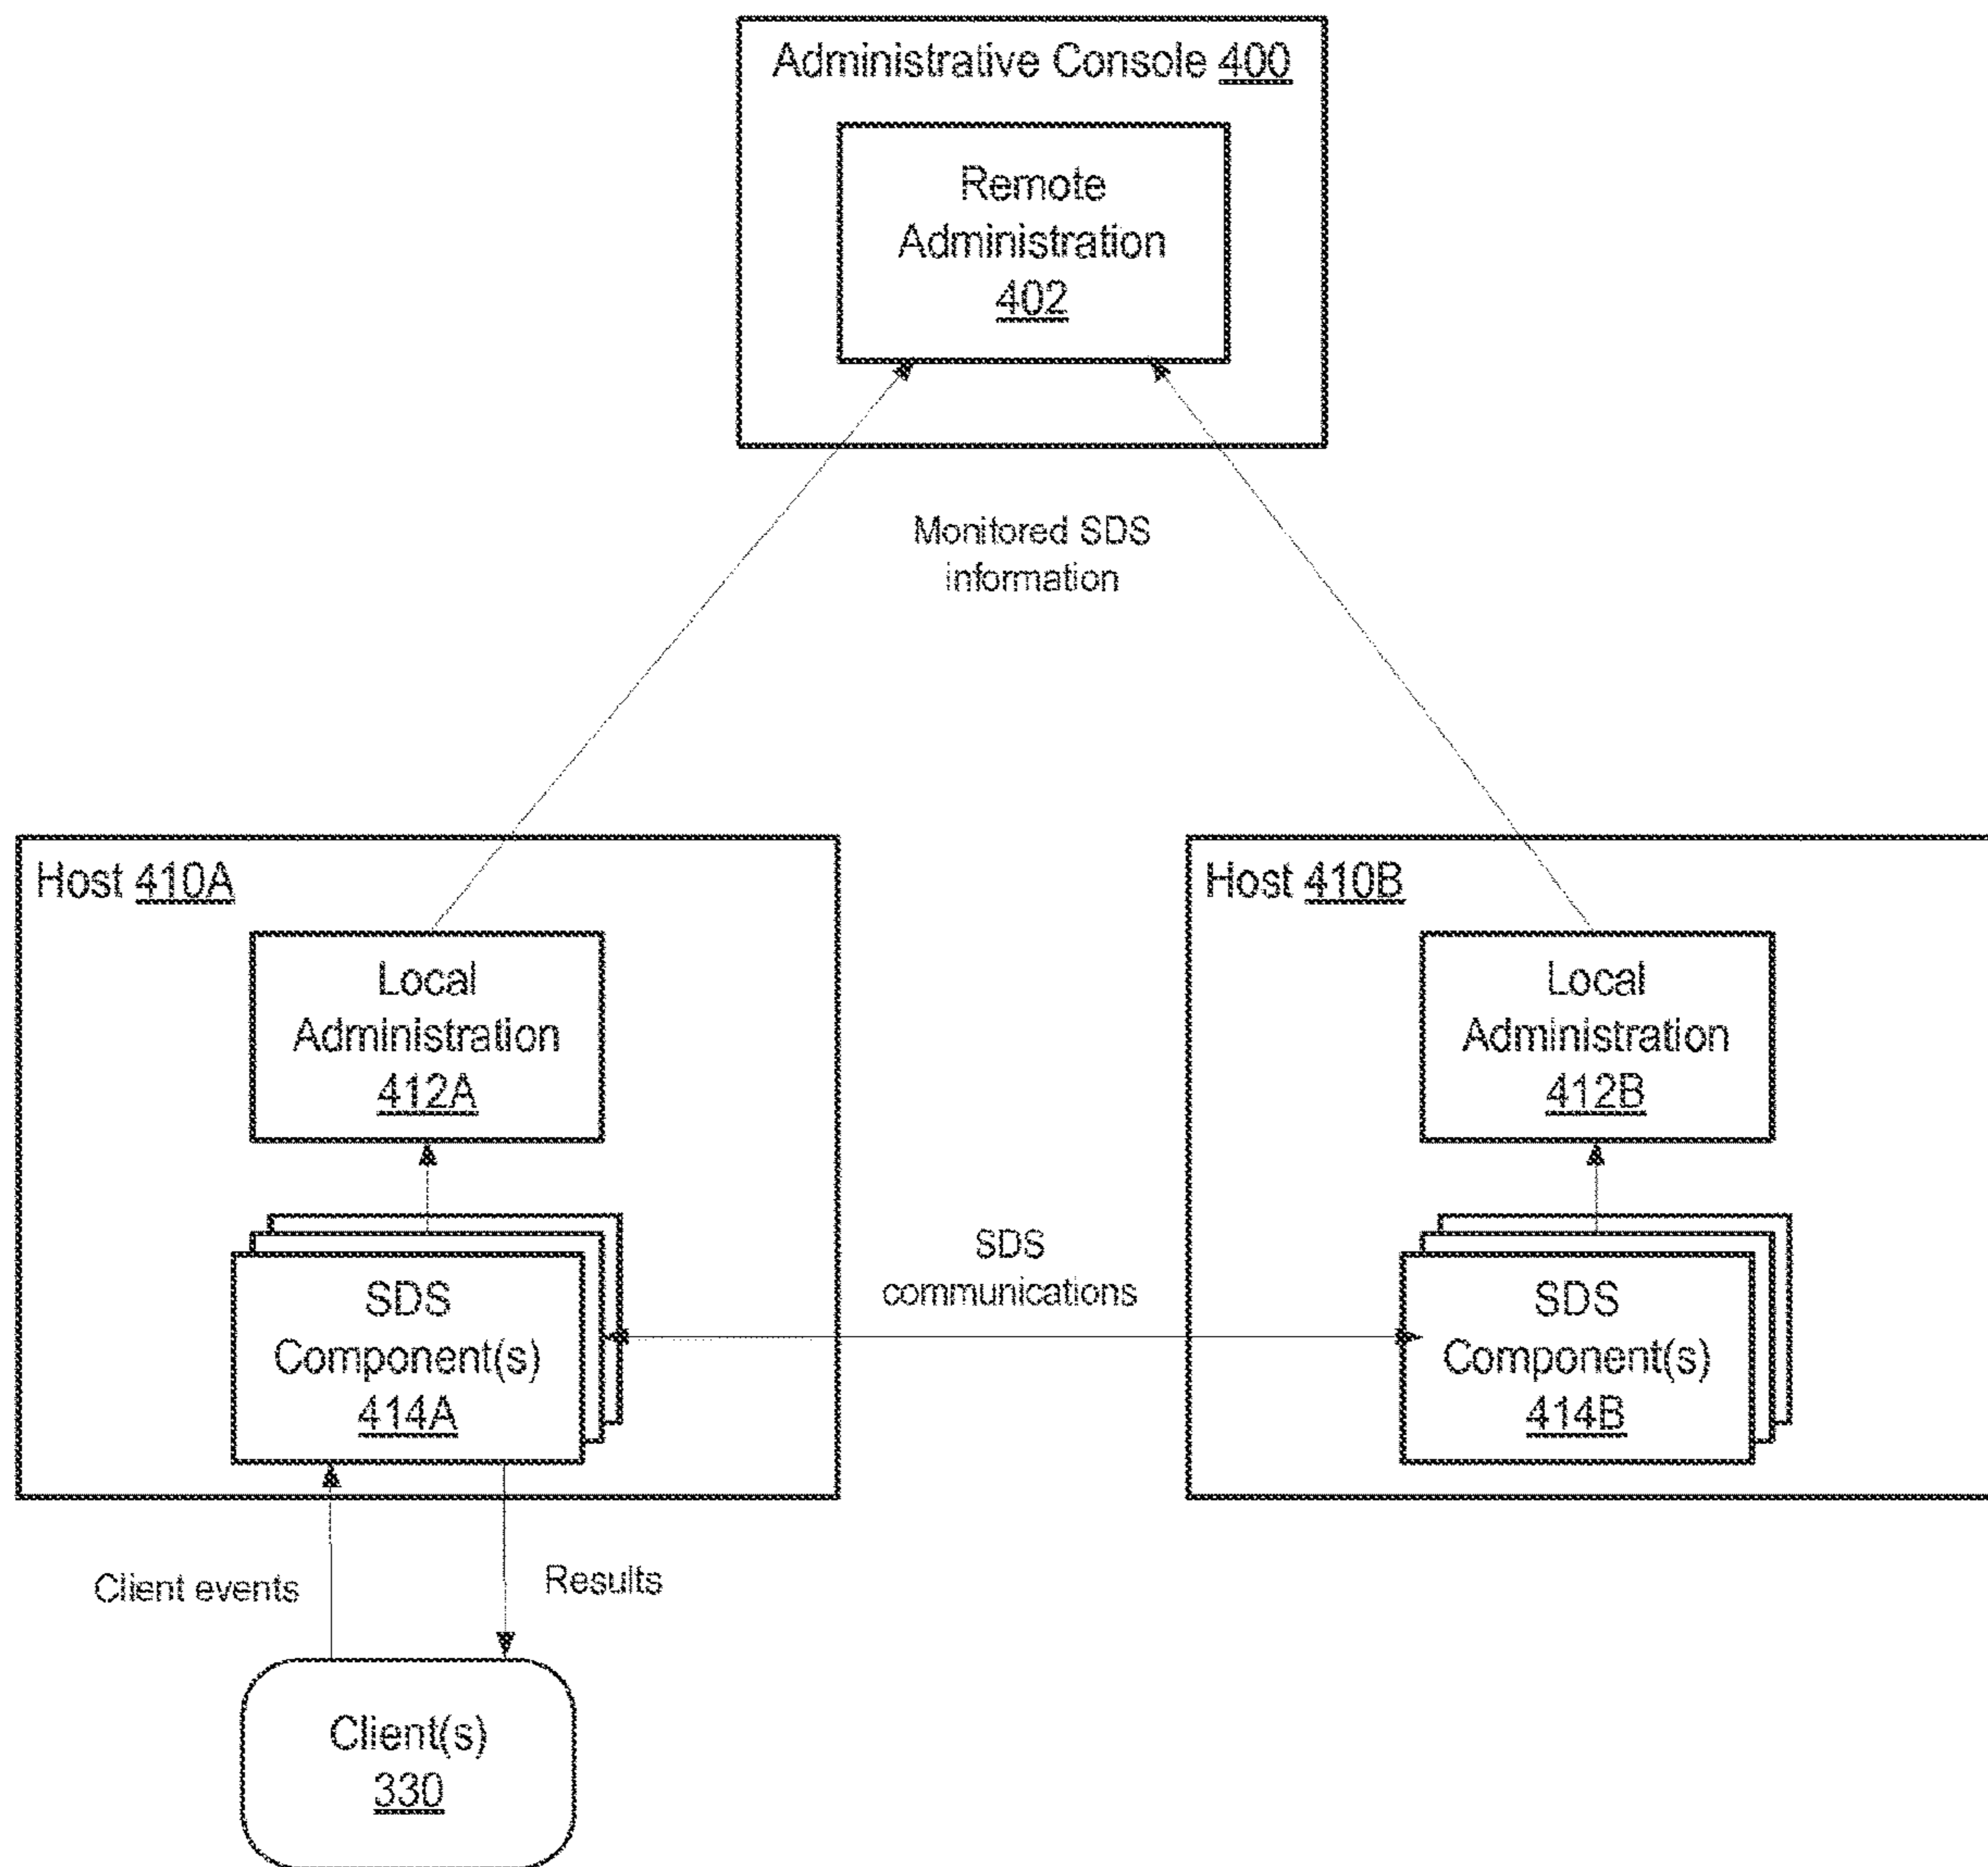 Administrative Console 400
Remote
Administration
402
Monitored SDS
information
Host 410A
Local
Administration
412A
SDS
Component(s)
414A
SDS
communications
Host 410B
Local
Administration
412B
SDS
Component(s)
414B
Client events
Results
Client(s)
330